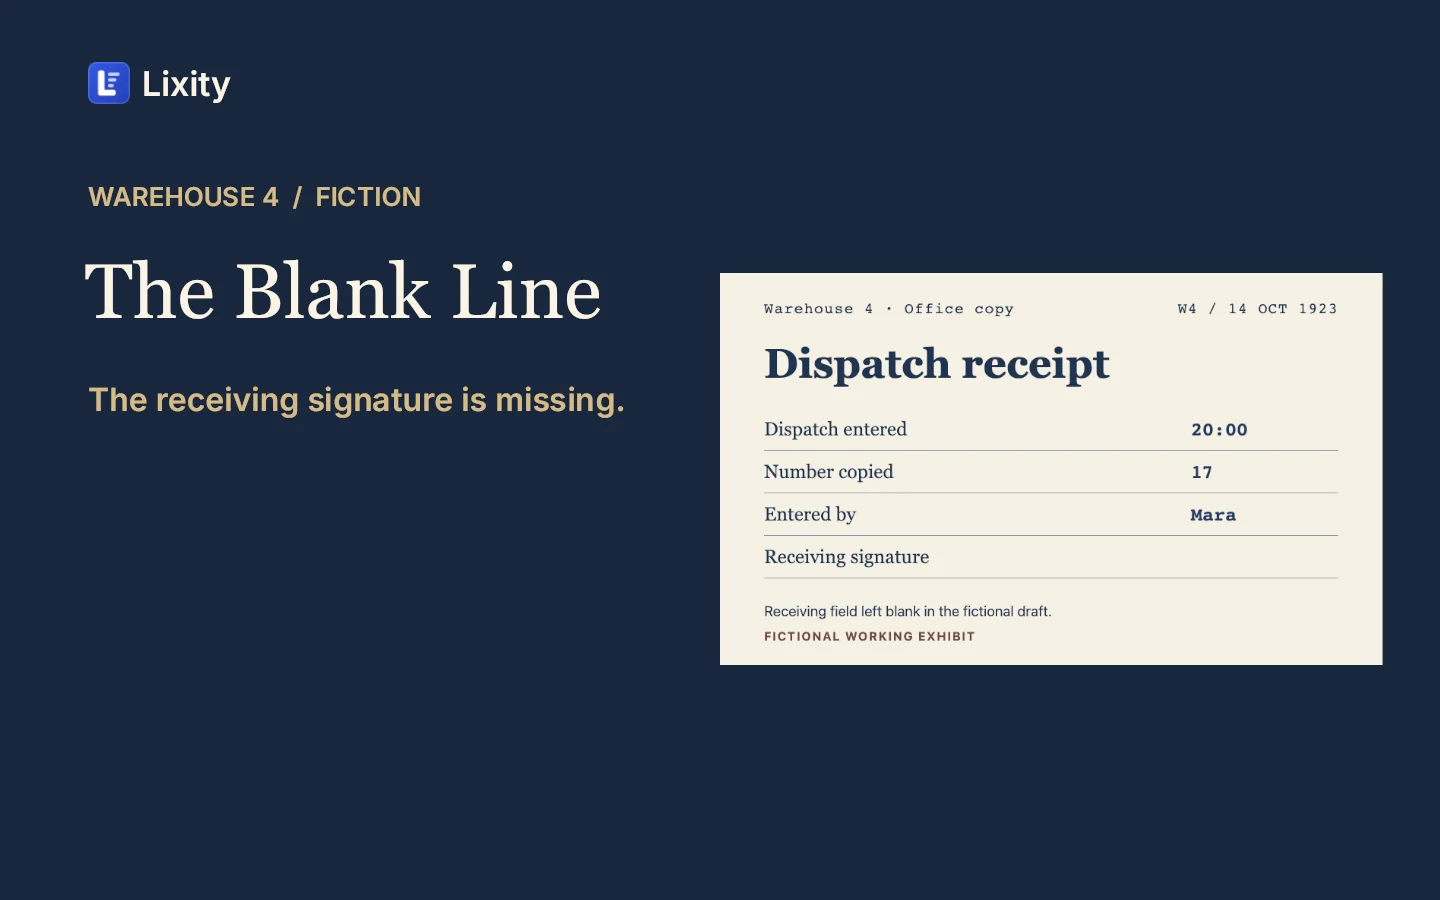 Lixity
WAREHOUSE 4 / FICTION
The Blank Line
The receiving signature is missing.
Warehouse 4 · Office copy W4 / 14 OCT 1923
Dispatch receipt
Dispatch entered 20:00
Number copied 17
Entered by Mara
Receiving signature
Receiving field left blank in the fictional draft.
FICTIONAL WORKING EXHIBIT